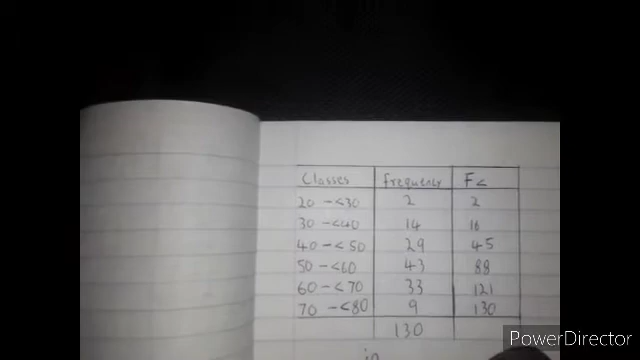 Classes frequency F<
20 - <30 2 2
30 - <40 14 16
40 - <50 29 45
50 - <60 43 88
60 - <70 33 121
70 - <80 9 130
130
in
PowerDirector